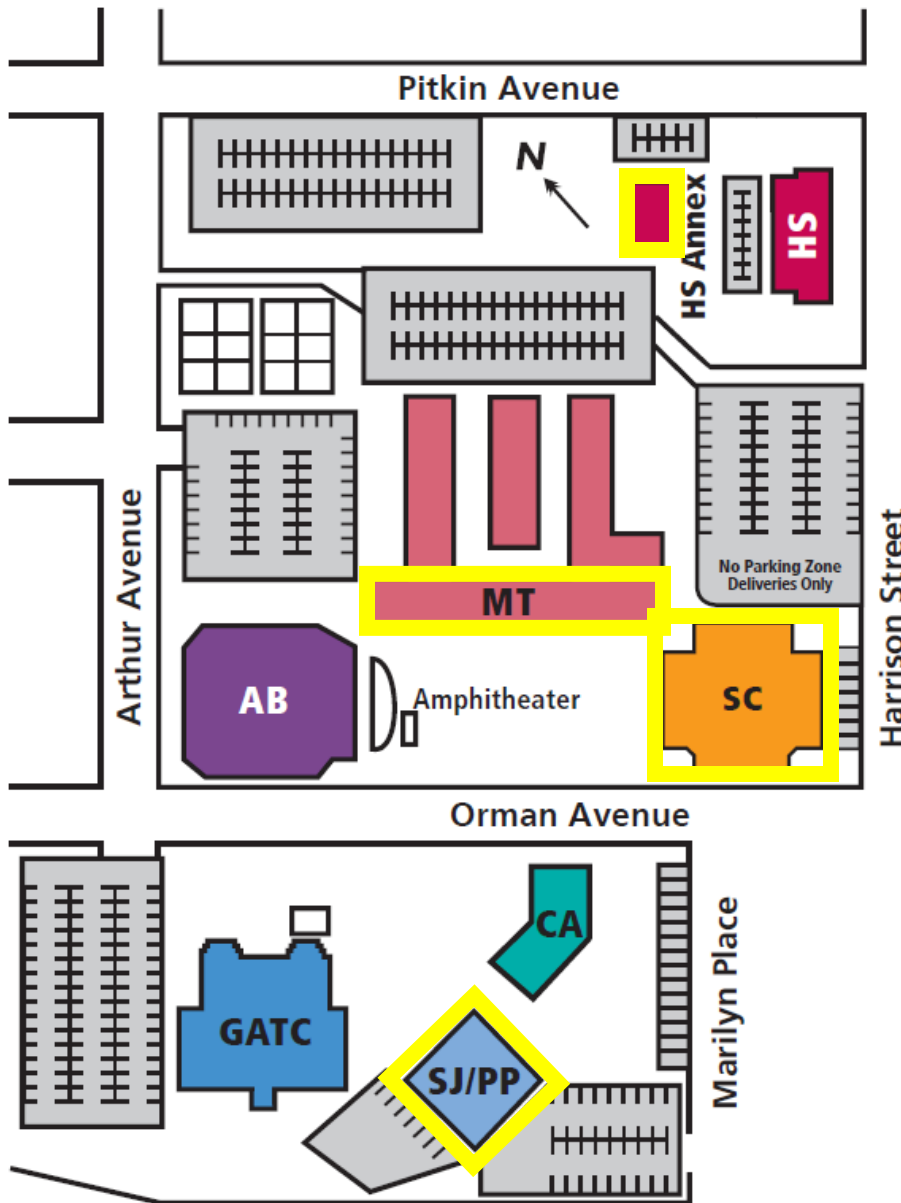 Pitkin Avenue
N
HS Annex
HS
Arthur Avenue
No Parking Zone
Deliveries Only
MT
Harrison Street
AB
Amphitheater
SC
Orman Avenue
CA
GATC
SJ/PP
Marilyn Place